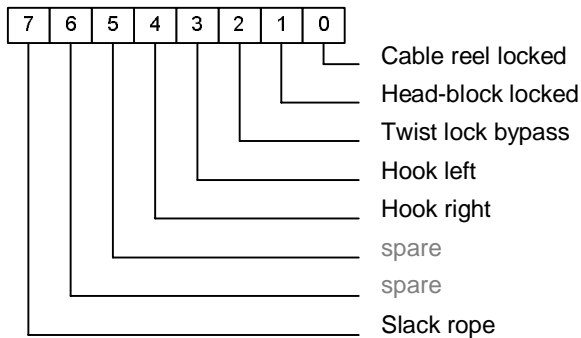 7 6 5 4 3 2 1 0
Cable reel locked
Head-block locked
Twist lock bypass
Hook left
Hook right
spare
spare
Slack rope